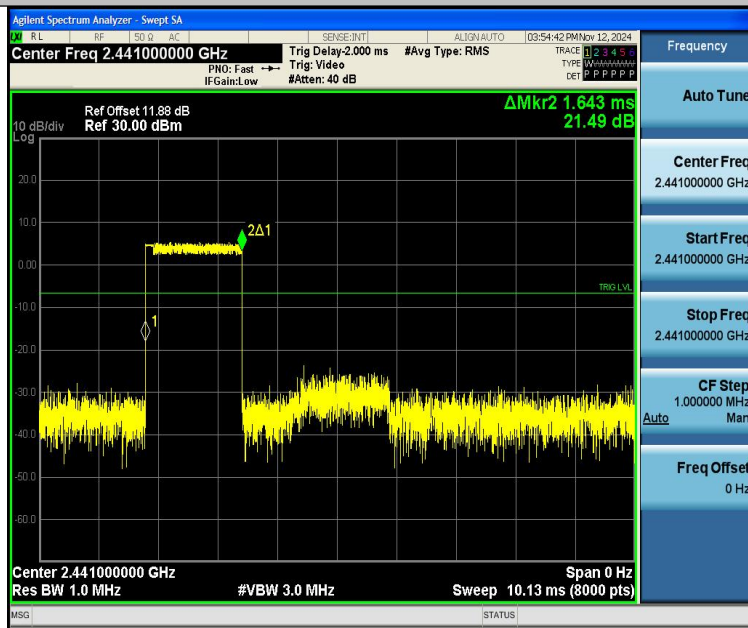 Agilent Spectrum Analyzer - Swept SA
LXI RL RF 50 Ω AC SENSE:INT ALIGNAUTO 03:54:42 PM Nov 12, 2024
Center Freq 2.441000000 GHz
Trig Delay-2.000 ms #Avg Type: RMS
TRACE 1 2 3 4 5 6
PNO: Fast Trig: Video
TYPE W
IFGain:Low #Atten: 40 dB
DET P P P P P P
Frequency
Auto Tune
ΔMkr2 1.643 ms
Ref Offset 11.88 dB
10 dB/div Ref 30.00 dBm 21.49 dB
Log
20.0
10.0
0.00
-10.0
-20.0
-30.0
-40.0
-50.0
-60.0
2Δ1
1
TRIG LVL
Center Freq
2.441000000 GHz
Start Freq
2.441000000 GHz
Stop Freq
2.441000000 GHz
CF Step
1.000000 MHz
Auto Man
Freq Offset
0 Hz
Center 2.441000000 GHz Span 0 Hz
Res BW 1.0 MHz #VBW 3.0 MHz Sweep 10.13 ms (8000 pts)
MSG STATUS